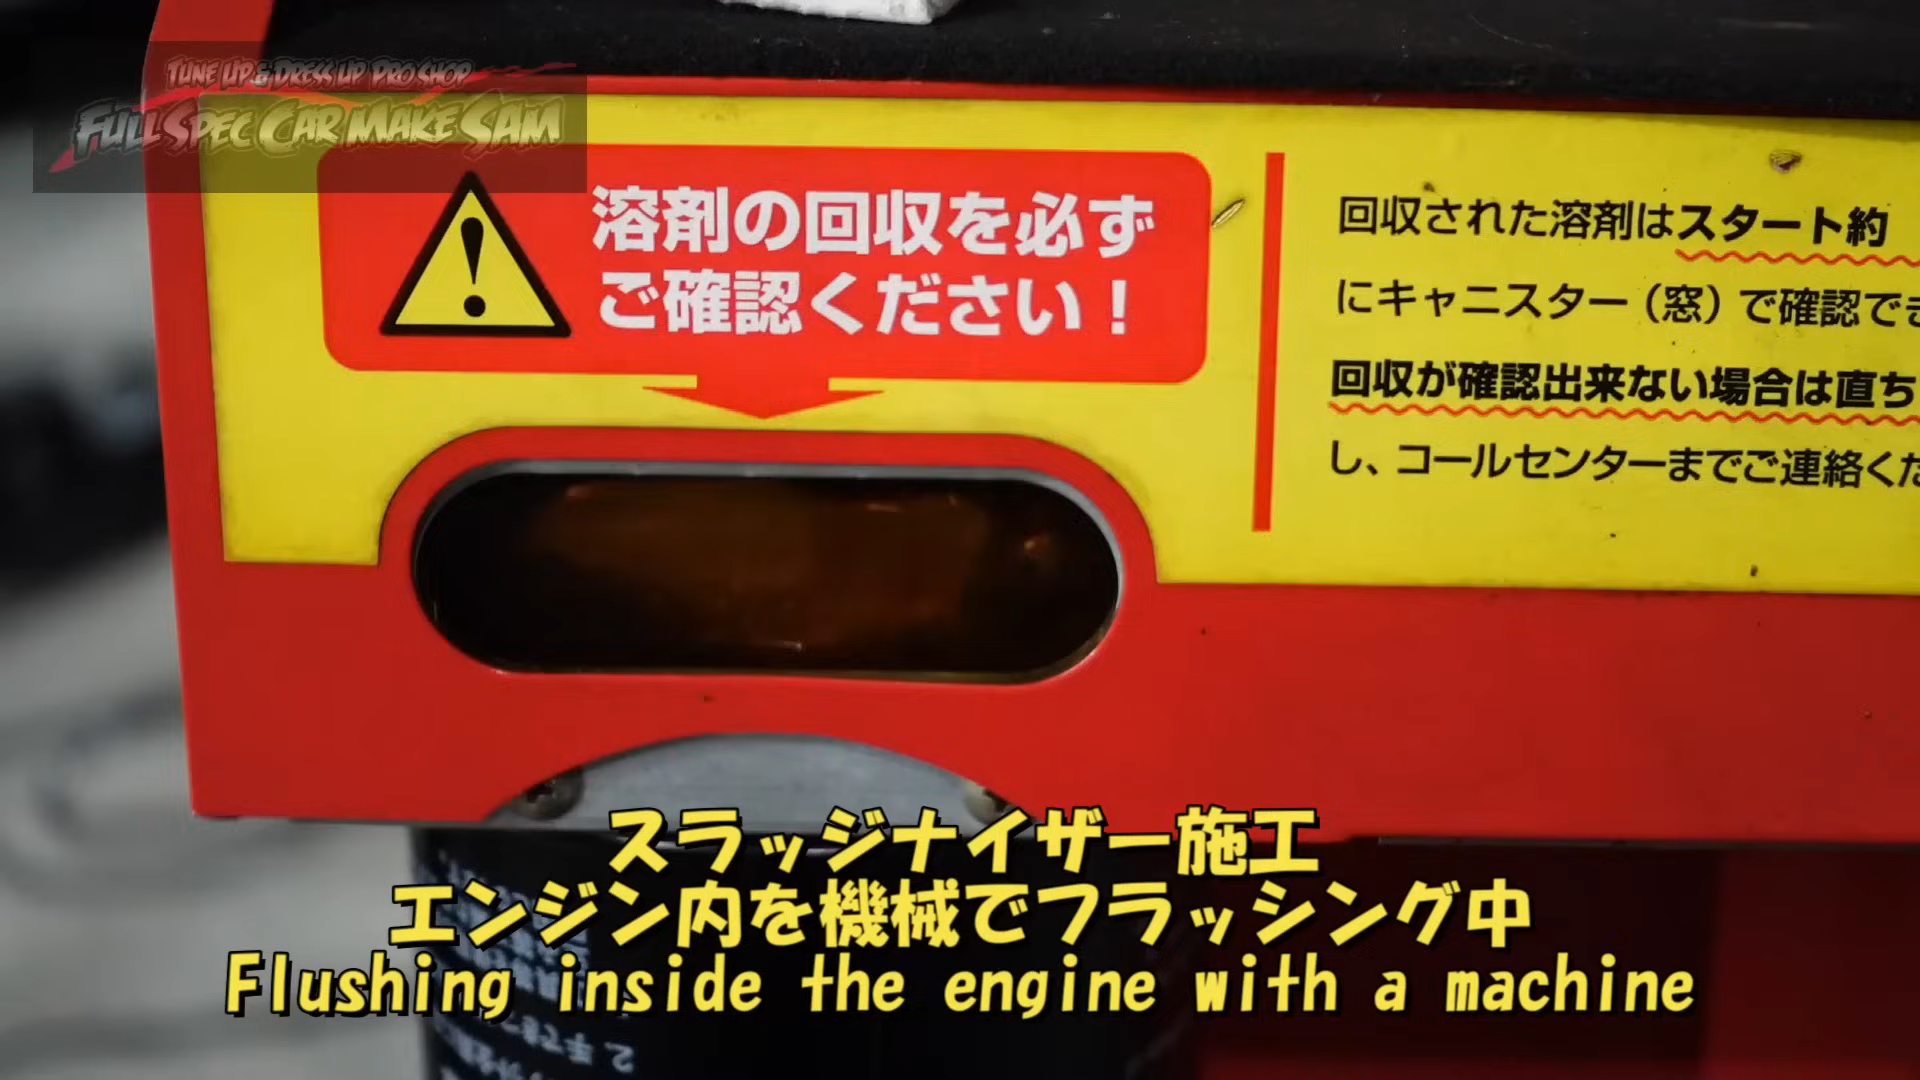 TUNE UP & DRESS UP PRO SHOP
FULL SPEC CAR MAKE SAM
溶剤の回収を必ず
ご確認ください！
回収された溶剤はスタート約
にキャニスター（窓）で確認でき
回収が確認出来ない場合は直ち
し、コールセンターまでご連絡くだ
スラッジナイザー施工
エンジン内を機械でフラッシング中
Flushing inside the engine with a machine